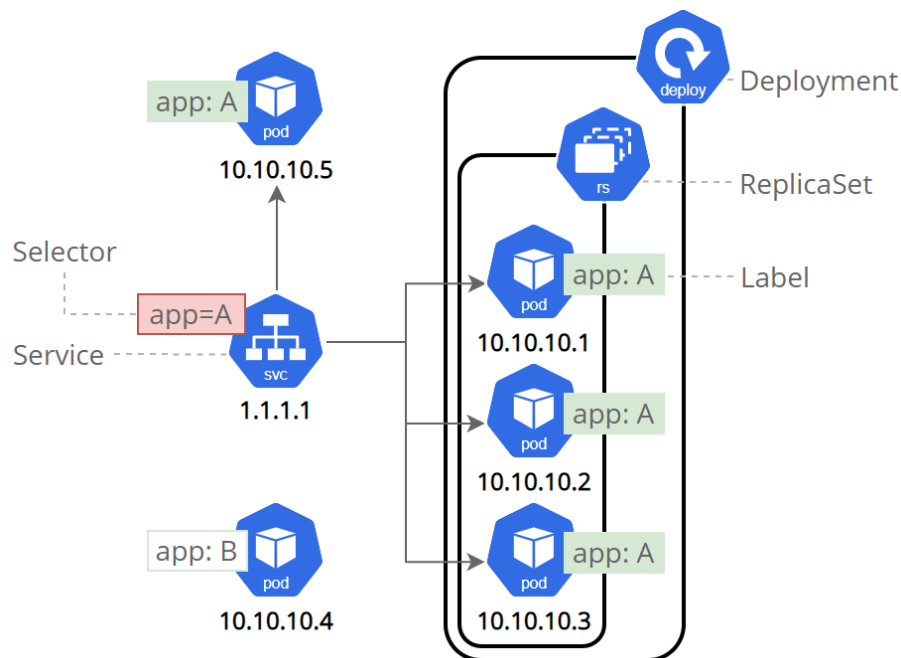 deploy
Deployment
app: A
pod
10.10.10.5
rs
ReplicaSet
Selector
app=A
Service
svc
1.1.1.1
pod
app: A
Label
10.10.10.1
pod
app: A
10.10.10.2
app: B
pod
10.10.10.4
pod
app: A
10.10.10.3